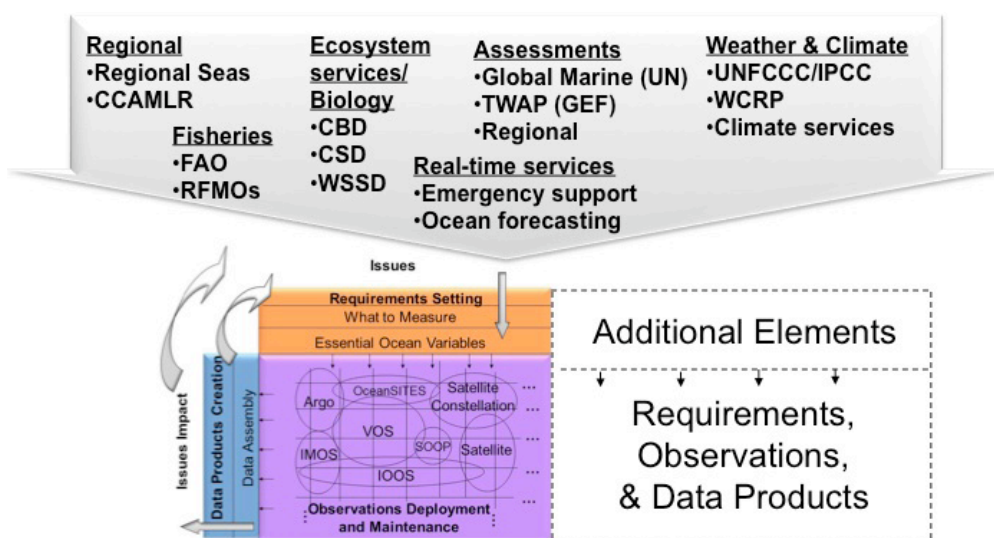 Regional
•Regional Seas
•CCAMLR
Fisheries
•FAO
•RFMOs
Ecosystem
services/
Biology
•CBD
•CSD
•WSSD
Assessments
•Global Marine (UN)
•TWAP (GEF)
•Regional
Real-time services
•Emergency support
•Ocean forecasting
Weather & Climate
•UNFCCC/IPCC
•WCRP
•Climate services
Issues
Requirements Setting
What to Measure
Essential Ocean Variables
Issues Impact
Data Products Creation
Data Assembly
Argo
OceanSITES
Satellite
Constellation
...
...
VOS
IMOS
SOOP
Satellite
...
IOOS
...
...
Observations Deployment
and Maintenance
Additional Elements
Requirements,
Observations,
& Data Products